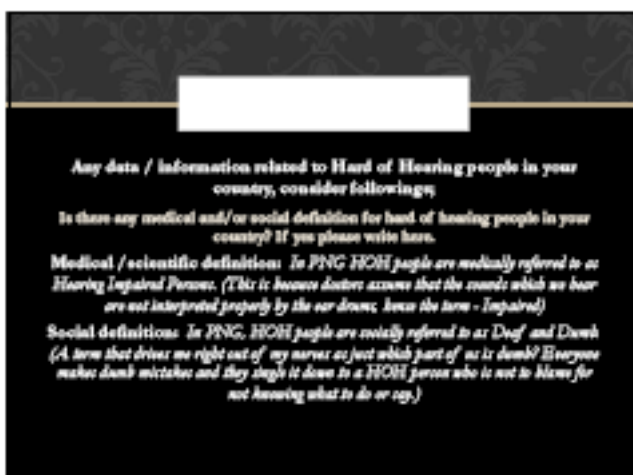 Any data / information related to Hard of Hearing people in your
country, consider followings;
Is there any medical and/or social definition for hard of hearing people in your
country? If yes please write here.
Medical / scientific definition: In PNG HOH people are medically referred to as
Hearing Impaired Persons. (This is because doctors assume that the sounds which we hear
are not interpreted properly by the ear drums, hence the term - Impaired)
Social definition: In PNG, HOH people are socially referred to as Deaf and Dumb
(A term that drives me right out of my nerves as just which part of us is dumb? Everyone
makes dumb mistakes and they single it down to a HOH person who is not to blame for
not knowing what to do or say.)